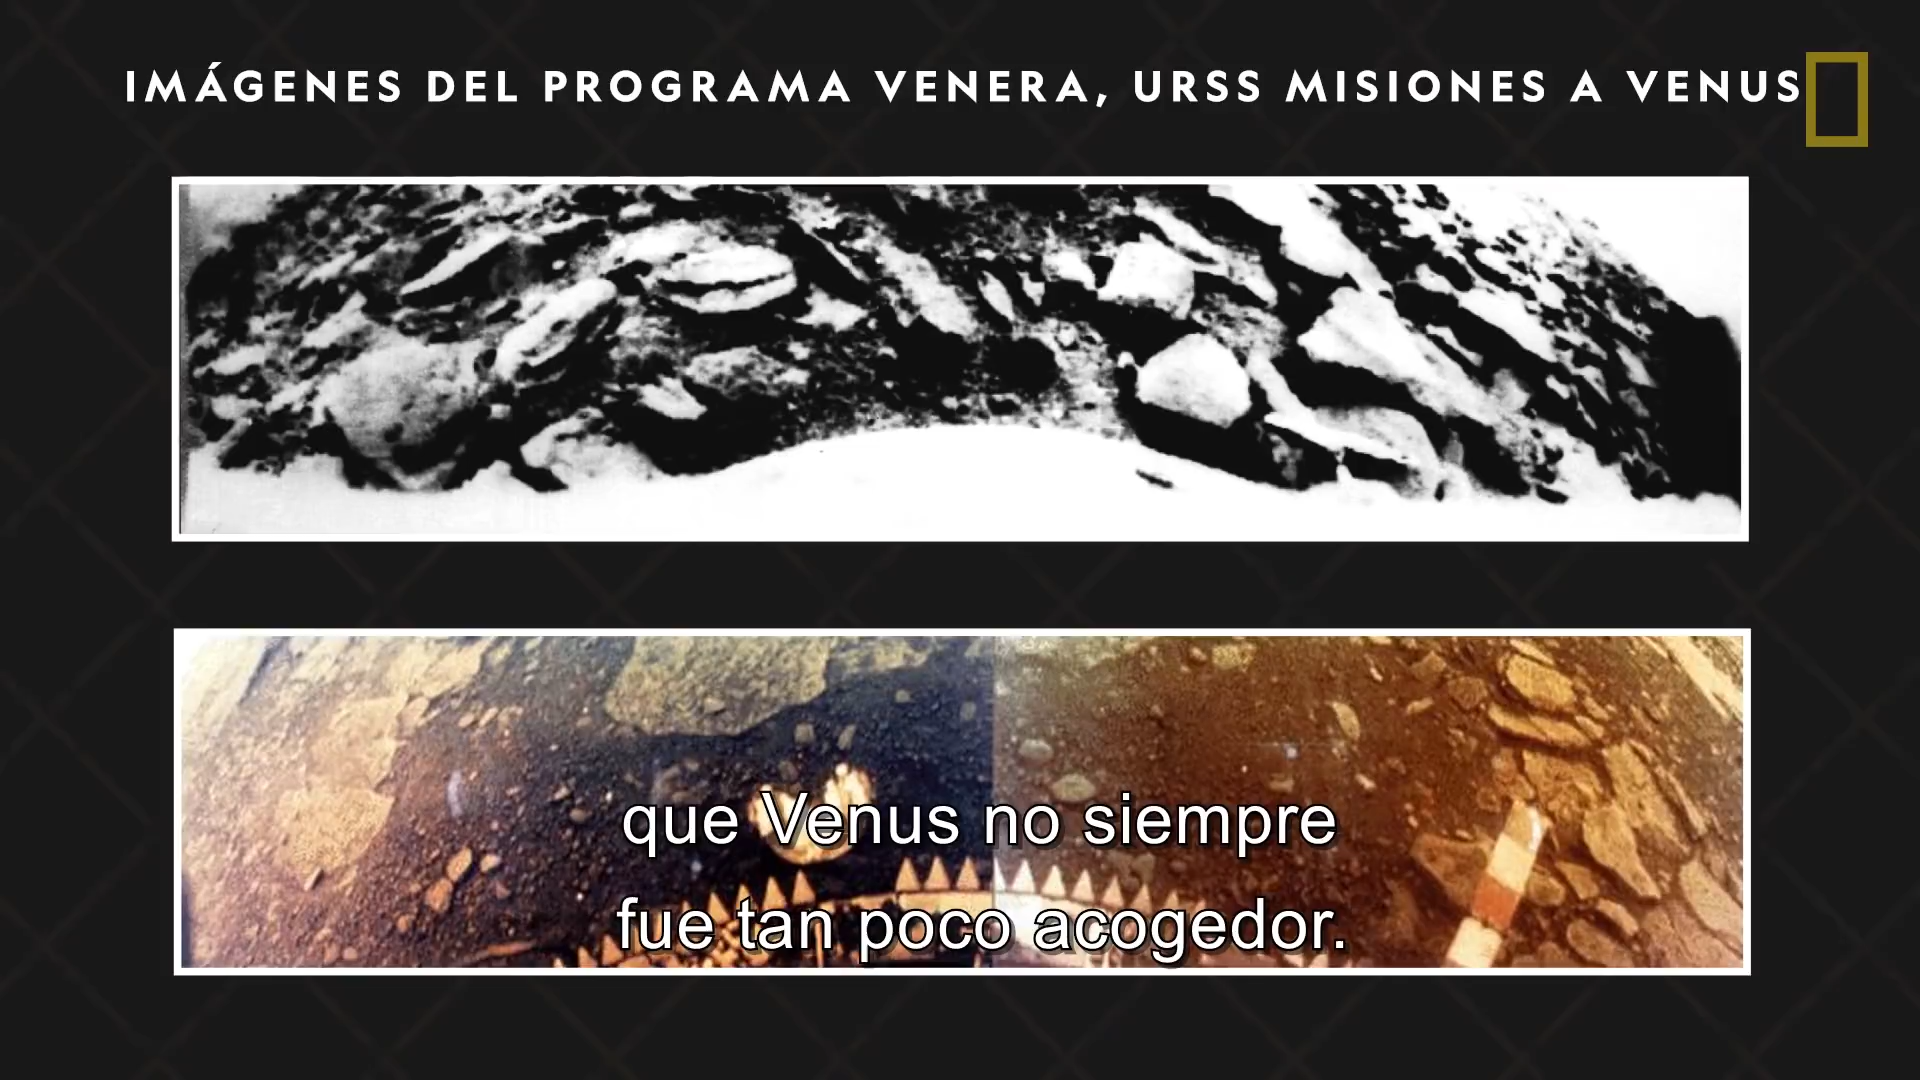 IMÁGENES DEL PROGRAMA VENERA, URSS MISIONES A VENUS
que Venus no siempre
fue tan poco acogedor.